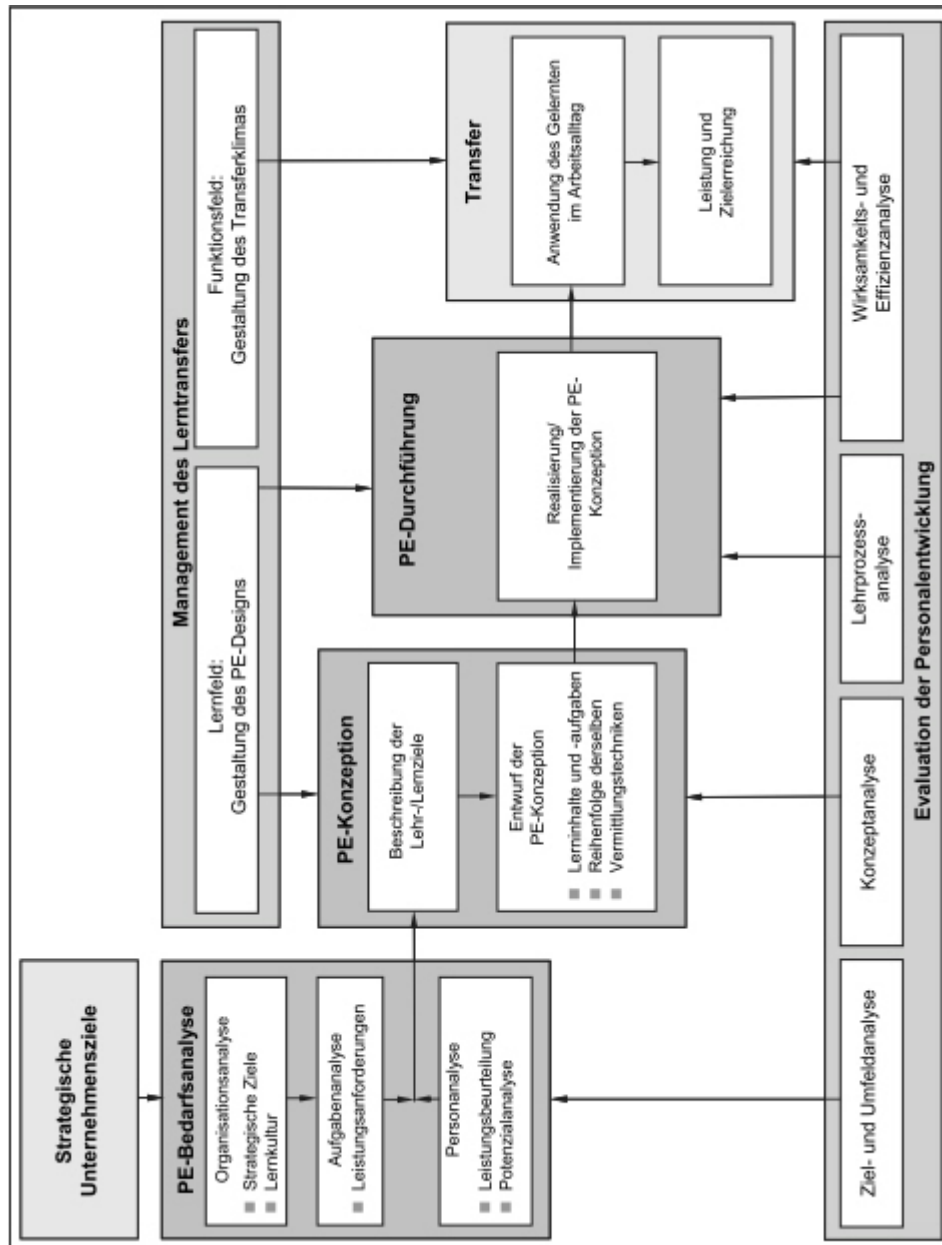 Strategische
Unternehmensziele
PE-Bedarfsanalyse
Organisationsanalyse
Strategische Ziele
Lernkultur
Aufgabenanalyse
Leistungsanforderungen
Personanalyse
Leistungsbeurteilung
Potenzialanalyse
Management des Lerntransfers
Lernfeld:
Gestaltung des PE-Designs
Funktionsfeld:
Gestaltung des Transferklimas
PE-Konzeption
Beschreibung der
Lehr-/Lernziele
Entwurf der
PE-Konzeption
Lerninhalte und -aufgaben
Reihenfolge derselben
Vermittlungstechniken
PE-Durchführung
Realisierung/
Implementierung der PE-
Konzeption
Transfer
Anwendung des Gelernten
im Arbeitsalltag
Leistung und
Zielerreichung
Ziel- und Umfeldanalyse
Konzeptanalyse
Lehrprozess-
analyse
Wirksamkeits- und
Effizienzanalyse
Evaluation der Personalentwicklung